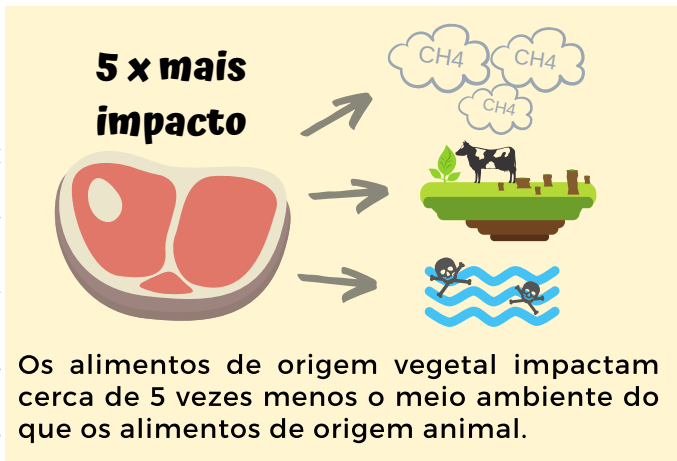 5 x mais
impacto
CH4
CH4
CH4
Os alimentos de origem vegetal impactam
cerca de 5 vezes menos o meio ambiente do
que os alimentos de origem animal.